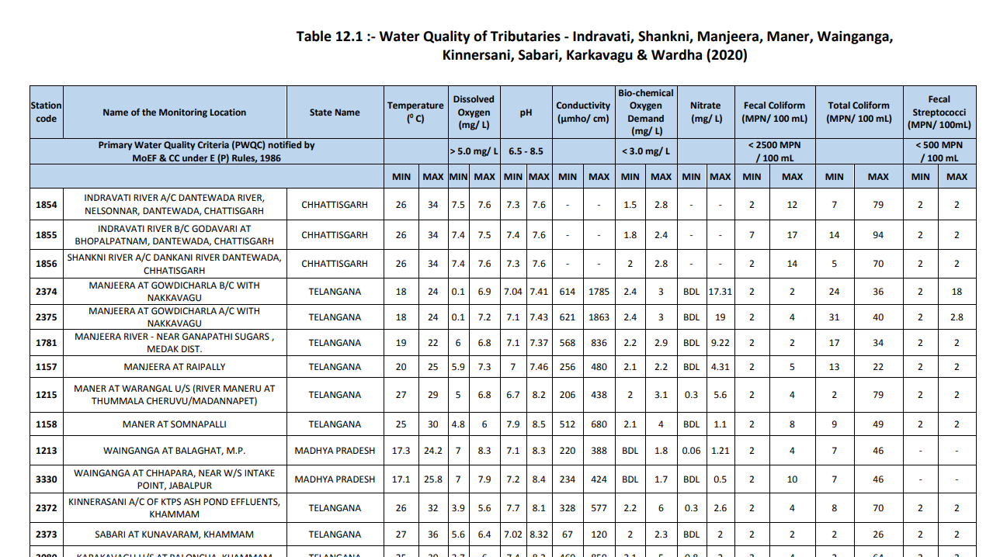 Table 12.1 :- Water Quality of Tributaries - Indravati, Shankni, Manjeera, Maner, Wainganga,
Kinnersani, Sabari, Karkavagu & Wardha (2020)
Station code Name of the Monitoring Location State Name Temperature (⁰ C) Dissolved Oxygen (mg/ L) pH Conductivity (µmho/ cm) Bio-chemical Oxygen Demand (mg/ L) Nitrate (mg/ L) Fecal Coliform (MPN/ 100 mL) Total Coliform (MPN/ 100 mL) Fecal Streptococci (MPN/ 100mL)
Primary Water Quality Criteria (PWQC) notified by MoEF & CC under E (P) Rules, 1986 > 5.0 mg/ L 6.5 - 8.5 < 3.0 mg/ L < 2500 MPN / 100 mL < 500 MPN / 100 mL
MIN MAX MIN MAX MIN MAX MIN MAX MIN MAX MIN MAX MIN MAX MIN MAX MIN MAX
1854 INDRAVATI RIVER A/C DANTEWADA RIVER, NELSONNAR, DANTEWADA, CHATTISGARH CHHATTISGARH 26 34 7.5 7.6 7.3 7.6 - - 1.5 2.8 - - 2 12 7 79 2 2
1855 INDRAVATI RIVER B/C GODAVARI AT BHOPALPATNAM, DANTEWADA, CHATTISGARH CHHATTISGARH 26 34 7.4 7.5 7.4 7.6 - - 1.8 2.4 - - 7 17 14 94 2 2
1856 SHANKNI RIVER A/C DANKANI RIVER DANTEWADA, CHHATISGARH CHHATTISGARH 26 34 7.4 7.6 7.3 7.6 - - 2 2.8 - - 2 14 5 70 2 2
2374 MANJEERA AT GOWDICHARLA B/C WITH NAKKAVAGU TELANGANA 18 24 0.1 6.9 7.04 7.41 614 1785 2.4 3 BDL 17.31 2 2 24 36 2 18
2375 MANJEERA AT GOWDICHARLA A/C WITH NAKKAVAGU TELANGANA 18 24 0.1 7.2 7.1 7.43 621 1863 2.4 3 BDL 19 2 4 31 40 2 2.8
1781 MANJEERA RIVER - NEAR GANAPATHI SUGARS , MEDAK DIST. TELANGANA 19 22 6 6.8 7.1 7.37 568 836 2.2 2.9 BDL 9.22 2 2 17 34 2 2
1157 MANJEERA AT RAIPALLY TELANGANA 20 25 5.9 7.3 7 7.46 256 480 2.1 2.2 BDL 4.31 2 5 13 22 2 2
1215 MANER AT WARANGAL U/S (RIVER MANERU AT THUMMALA CHERUVU/MADANNAPET) TELANGANA 27 29 5 6.8 6.7 8.2 206 438 2 3.1 0.3 5.6 2 4 2 79 2 2
1158 MANER AT SOMNAPALLI TELANGANA 25 30 4.8 6 7.9 8.5 512 680 2.1 4 BDL 1.1 2 8 9 49 2 2
1213 WAINGANGA AT BALAGHAT, M.P. MADHYA PRADESH 17.3 24.2 7 8.3 7.1 8.3 220 388 BDL 1.8 0.06 1.21 2 4 7 46 - -
3330 WAINGANGA AT CHHAPARA, NEAR W/S INTAKE POINT, JABALPUR MADHYA PRADESH 17.1 25.8 7 7.9 7.2 8.4 234 424 BDL 1.7 BDL 0.5 2 10 7 46 - -
2372 KINNERASANI A/C OF KTPS ASH POND EFFLUENTS, KHAMMAM TELANGANA 26 32 3.9 5.6 7.7 8.1 328 577 2.2 6 0.3 2.6 2 4 8 70 2 2
2373 SABARI AT KUNAVARAM, KHAMMAM TELANGANA 27 36 5.6 6.4 7.02 8.32 67 120 2 2.3 BDL 2 2 2 2 26 2 2